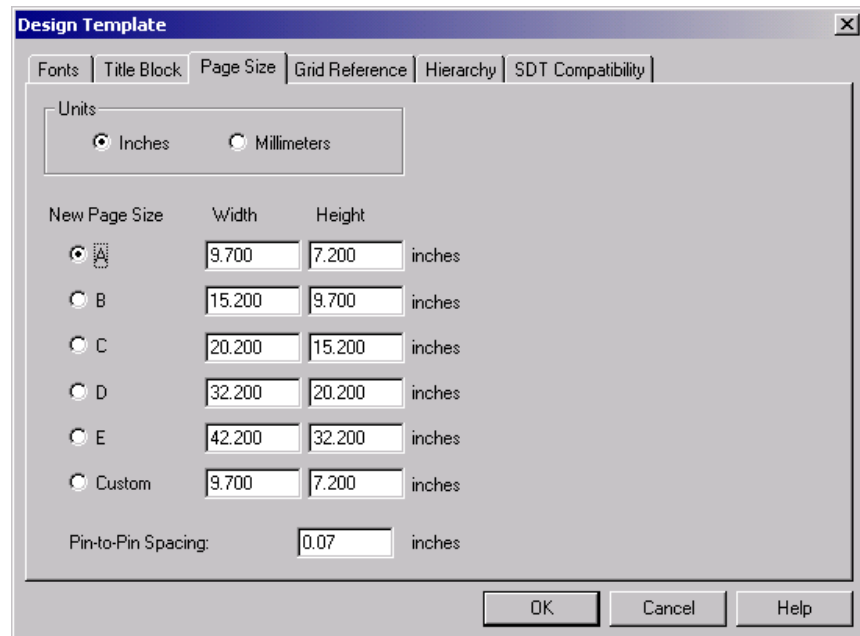 Design Template
Fonts Title Block Page Size Grid Reference Hierarchy SDT Compatibility
Units
Inches Millimeters
New Page Size Width Height
A 9.700 7.200 inches
B 15.200 9.700 inches
C 20.200 15.200 inches
D 32.200 20.200 inches
E 42.200 32.200 inches
Custom 9.700 7.200 inches
Pin-to-Pin Spacing: 0.07 inches
OK Cancel Help